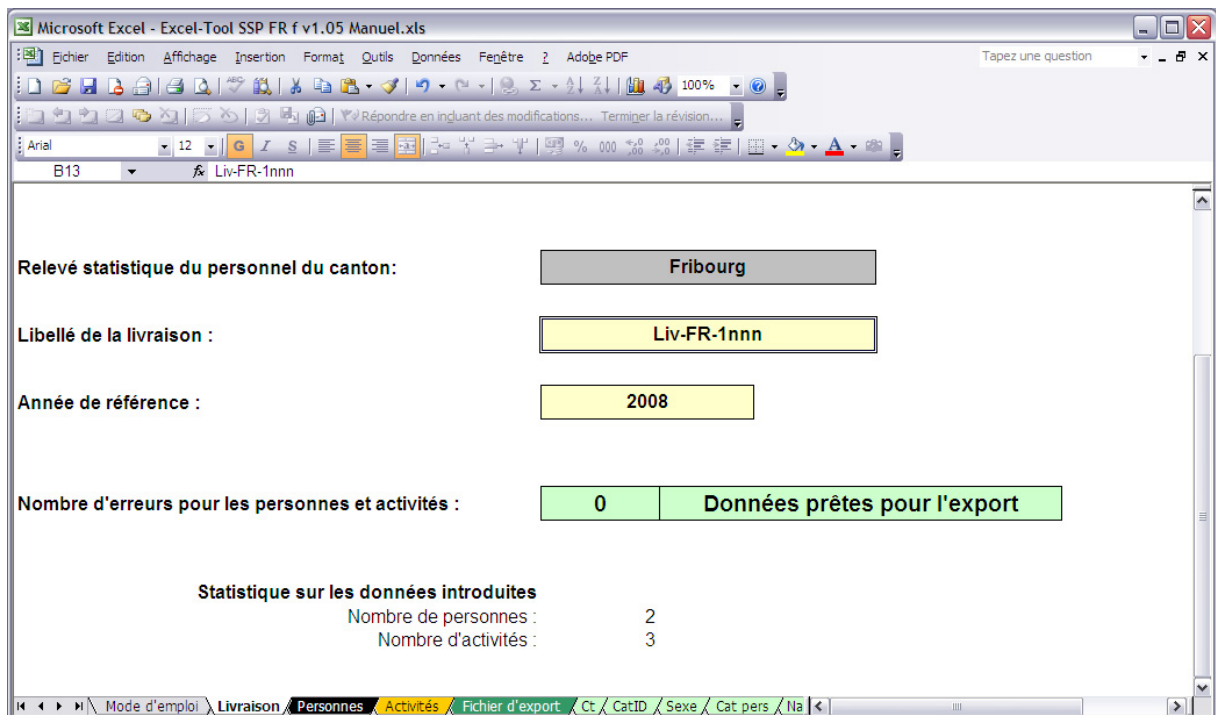 Microsoft Excel - Excel-Tool SSP FR f v1.05 Manuel.xls
Fichier Edition Affichage Insertion Format Outils Données Fenêtre ? Adobe PDF Tapez une question
100%
Répondre en incluant des modifications... Terminer la révision...
Arial 12 G I S % 000
B13 fx Liv-FR-1nnn
Relevé statistique du personnel du canton: Fribourg
Libellé de la livraison : Liv-FR-1nnn
Année de référence : 2008
Nombre d'erreurs pour les personnes et activités : 0 Données prêtes pour l'export
Statistique sur les données introduites
Nombre de personnes : 2
Nombre d'activités : 3
Mode d'emploi Livraison Personnes Activités Fichier d'export Ct CatID Sexe Cat pers Na